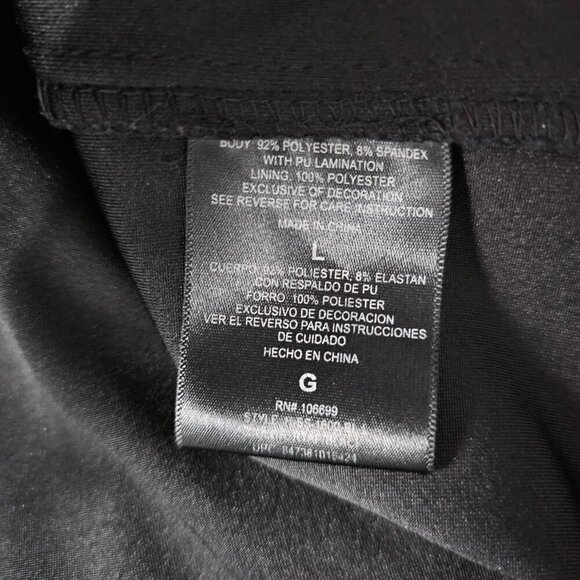 BODY: 92% POLYESTER, 8% SPANDEX
WITH PU LAMINATION
LINING: 100% POLYESTER
EXCLUSIVE OF DECORATION
SEE REVERSE FOR CARE INSTRUCTION
MADE IN CHINA
L
CUERPO: 92% POLIESTER, 8% ELASTAN
CON RESPALDO DE PU
FORRO: 100% POLIESTER
EXCLUSIVO DE DECORACION
VER EL REVERSO PARA INSTRUCCIONES
DE CUIDADO
HECHO EN CHINA
G
RN# 106699
STYLE